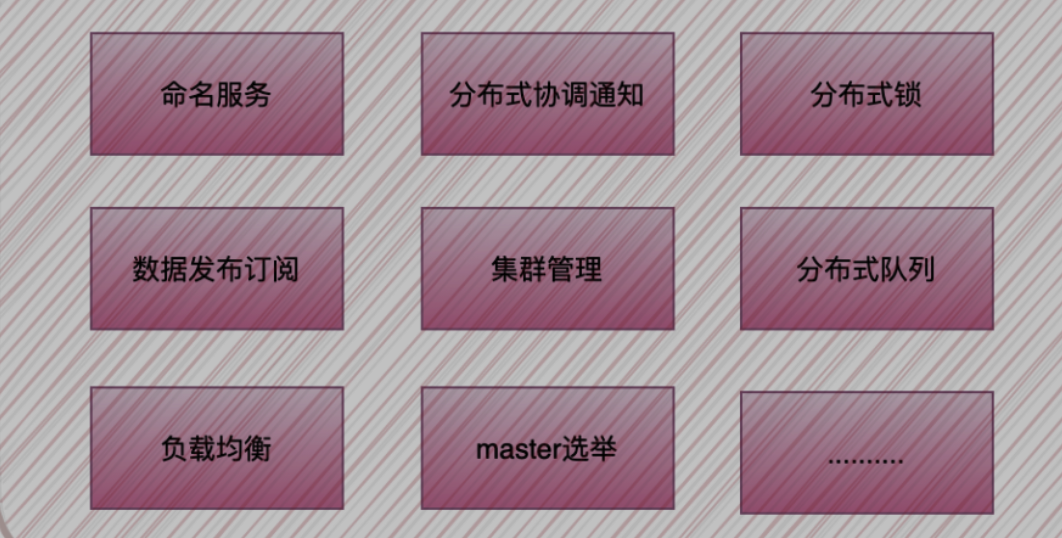 命名服务
分布式协调通知
分布式锁
数据发布订阅
集群管理
分布式队列
负载均衡
master选举
..........